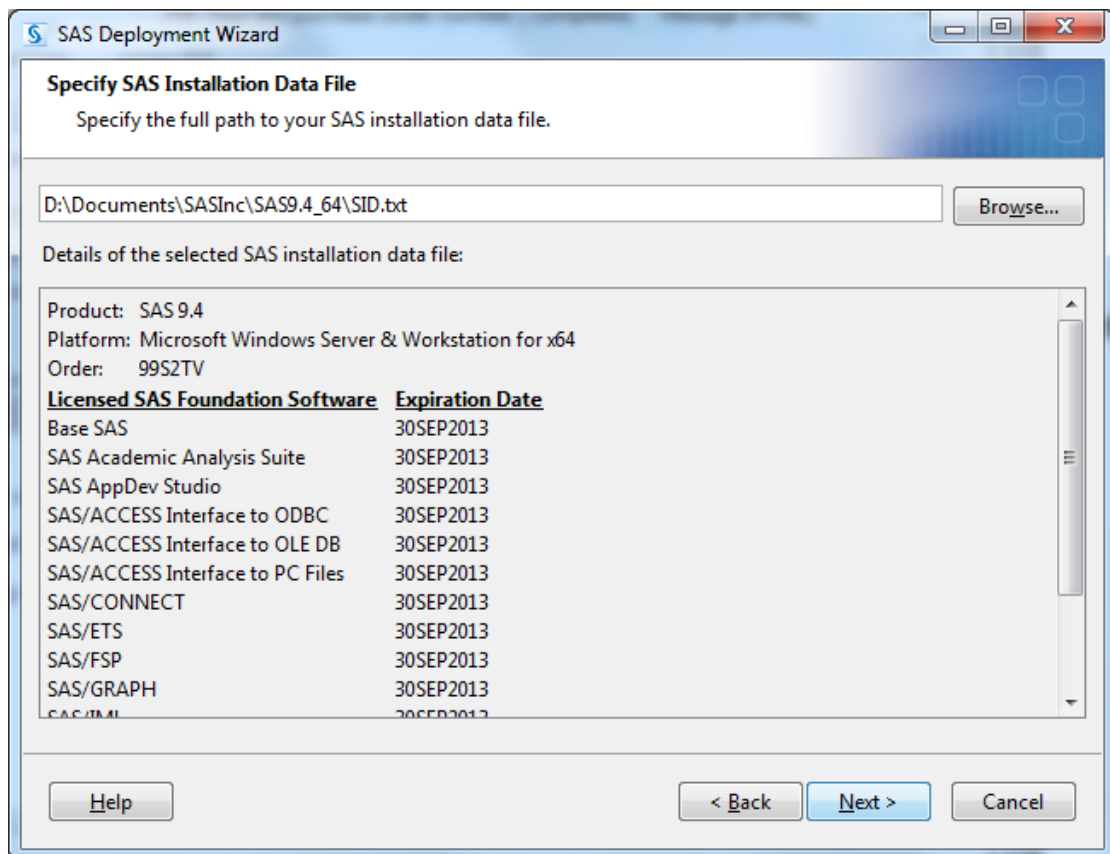 SAS Deployment Wizard
Specify SAS Installation Data File
Specify the full path to your SAS installation data file.
D:\Documents\SASInc\SAS9.4_64\SID.txt
Browse...
Details of the selected SAS installation data file:
Product: SAS 9.4
Platform: Microsoft Windows Server & Workstation for x64
Order: 99S2TV
Licensed SAS Foundation Software Expiration Date
Base SAS 30SEP2013
SAS Academic Analysis Suite 30SEP2013
SAS AppDev Studio 30SEP2013
SAS/ACCESS Interface to ODBC 30SEP2013
SAS/ACCESS Interface to OLE DB 30SEP2013
SAS/ACCESS Interface to PC Files 30SEP2013
SAS/CONNECT 30SEP2013
SAS/ETS 30SEP2013
SAS/FSP 30SEP2013
SAS/GRAPH 30SEP2013
SAS/IML 30SEP2013
Help
< Back
Next >
Cancel